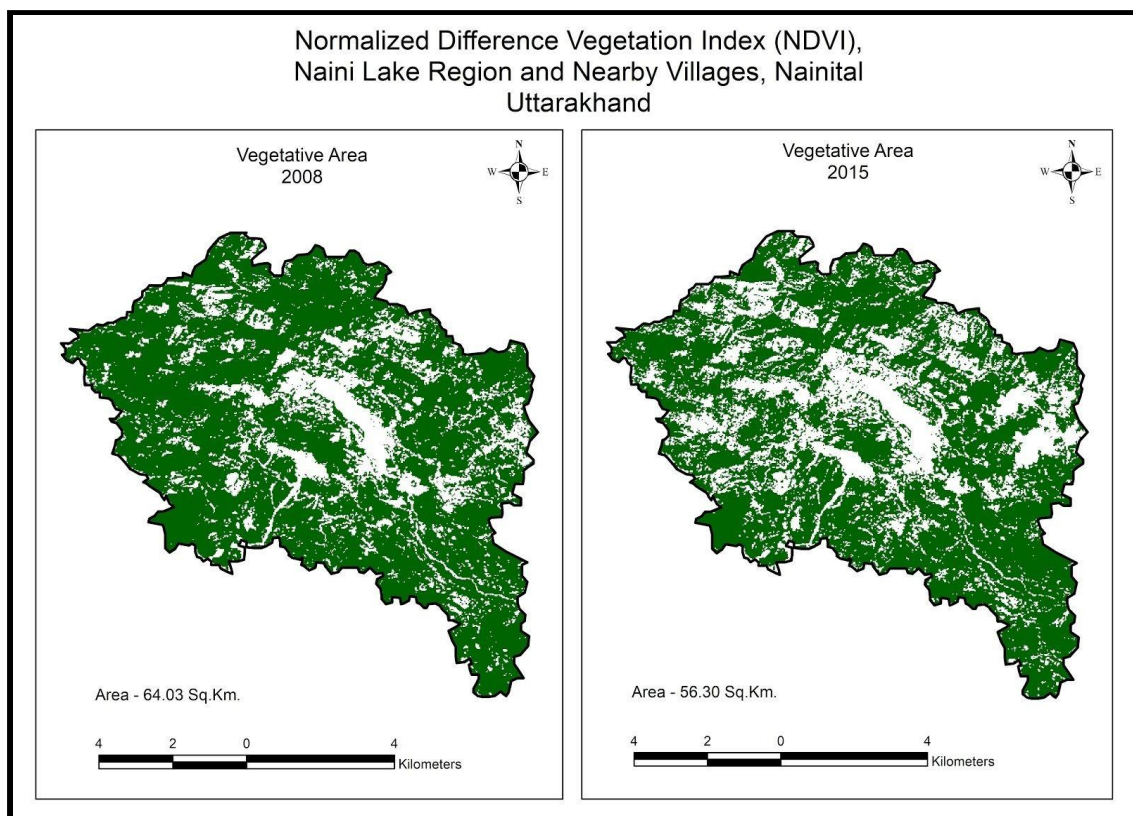 Normalized Difference Vegetation Index (NDVI),
Naini Lake Region and Nearby Villages, Nainital
Uttarakhand
Vegetative Area
2008
N
W E
S
Area - 64.03 Sq.Km.
4 2 0 4
Kilometers
Vegetative Area
2015
N
W E
S
Area - 56.30 Sq.Km.
4 2 0 4
Kilometers